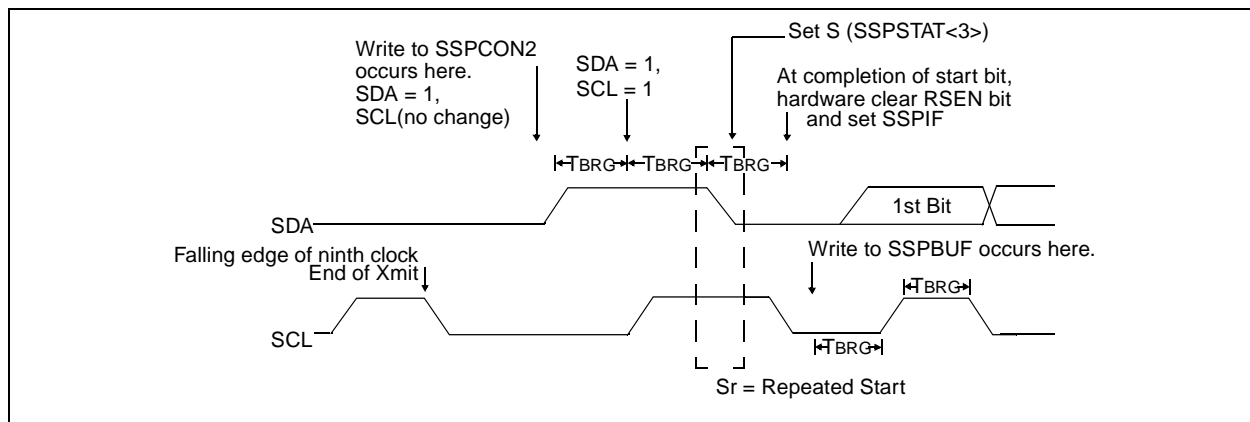 Set S (SSPSTAT<3>)
Write to SSPCON2
occurs here.
SDA = 1,
SCL(no change)
SDA = 1,
SCL = 1
At completion of start bit,
hardware clear RSEN bit
and set SSPIF
TBRG
TBRG
TBRG
SDA
1st Bit
Falling edge of ninth clock
End of Xmit
Write to SSPBUF occurs here.
TBRG
SCL
TBRG
Sr = Repeated Start